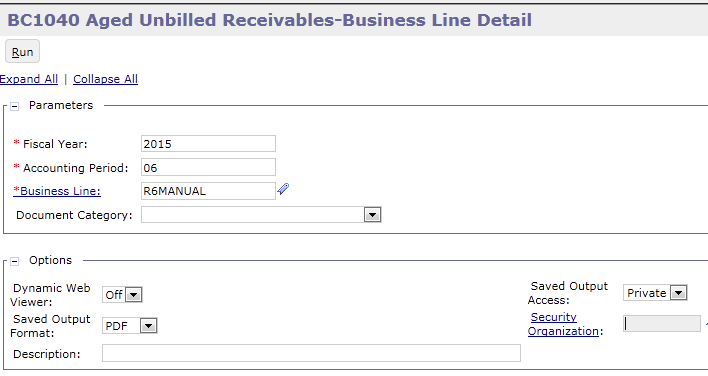 BC1040 Aged Unbilled Receivables-Business Line Detail
Run
Expand All | Collapse All
Parameters
* Fiscal Year: 2015
* Accounting Period: 06
*Business Line: R6MANUAL
Document Category:
Options
Dynamic Web
Viewer: Off
Saved Output
Access: Private
Saved Output
Format: PDF
Security
Organization:
Description: